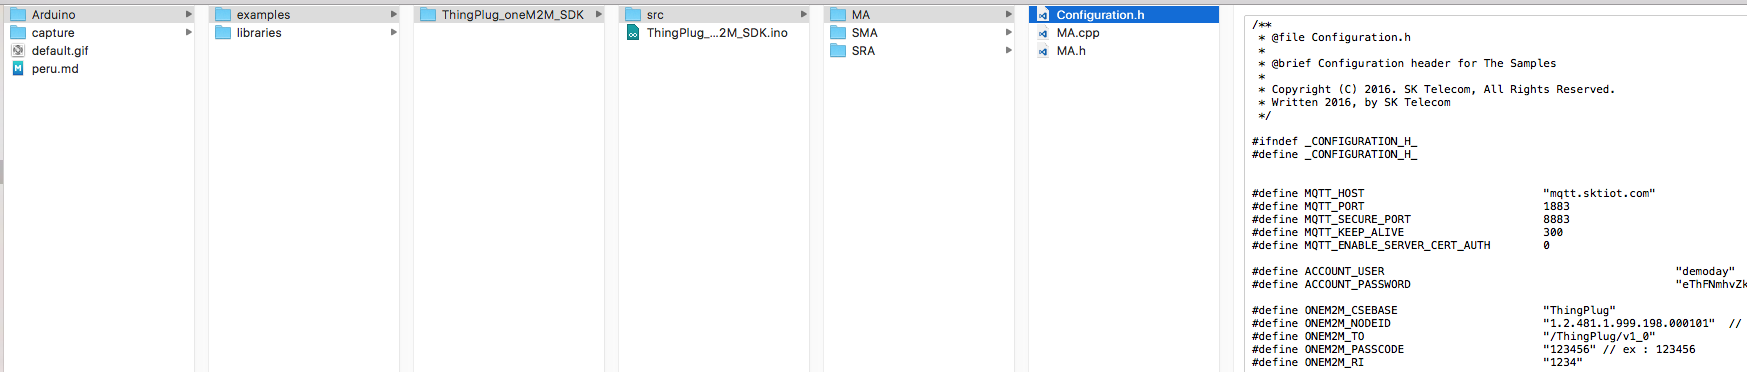 Arduino
capture
default.gif
peru.md
examples
libraries
ThingPlug_oneM2M_SDK
src
ThingPlug_...2M_SDK.ino
MA
SMA
SRA
Configuration.h
MA.cpp
MA.h
/**
* @file Configuration.h
*
* @brief Configuration header for The Samples
*
* Copyright (C) 2016. SK Telecom, All Rights Reserved.
* Written 2016, by SK Telecom
*/
#ifndef _CONFIGURATION_H_
#define _CONFIGURATION_H_
#define MQTT_HOST "mqtt.sktiot.com"
#define MQTT_PORT 1883
#define MQTT_SECURE_PORT 8883
#define MQTT_KEEP_ALIVE 300
#define MQTT_ENABLE_SERVER_CERT_AUTH 0
#define ACCOUNT_USER "demoday"
#define ACCOUNT_PASSWORD "eThFNmhvZk
#define ONEM2M_CSEBASE "ThingPlug"
#define ONEM2M_NODEID "1.2.481.1.999.198.000101" //
#define ONEM2M_TO "/ThingPlug/v1_0"
#define ONEM2M_PASSCODE "123456" // ex : 123456
#define ONEM2M_RI "1234"